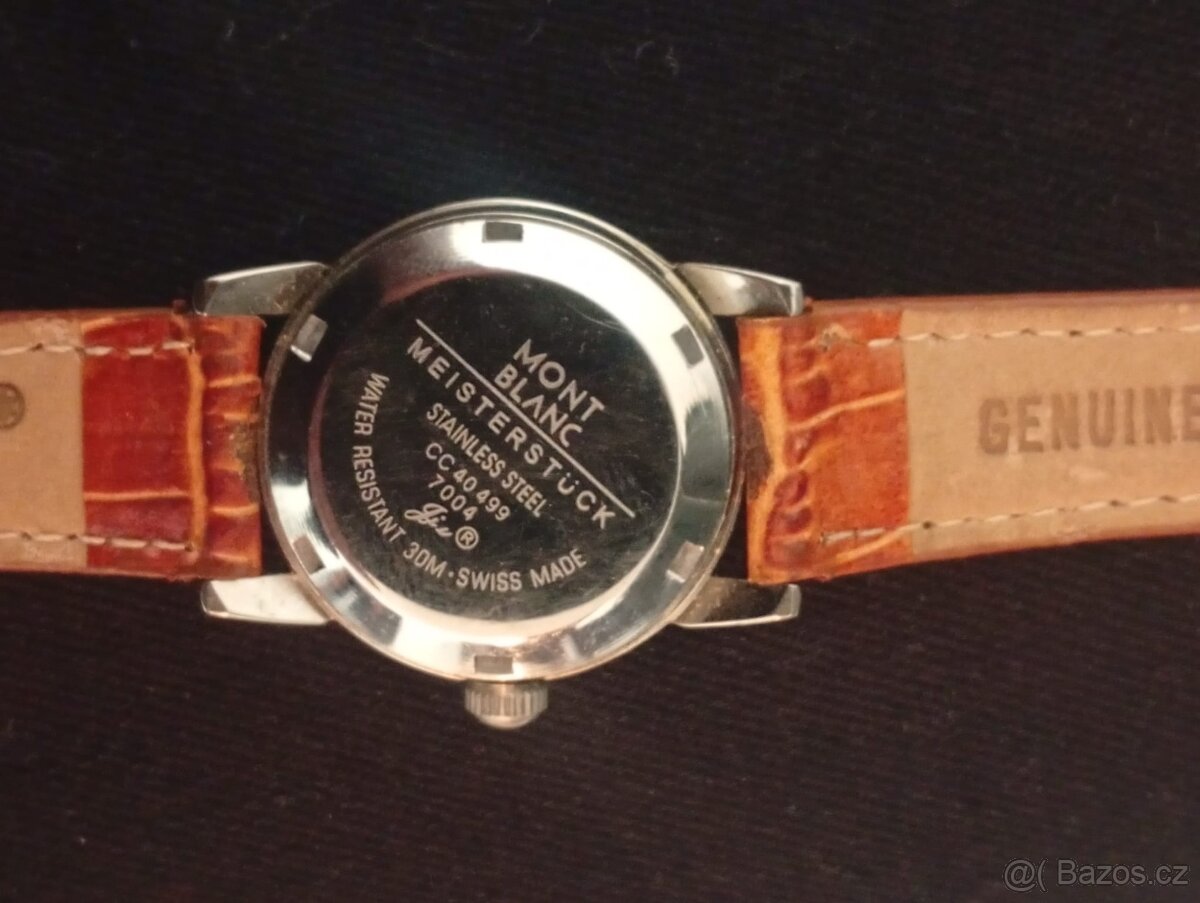 MONT
BLANC
MEISTERSTÜCK
STAINLESS STEEL
CC 40 499
7004
®
WATER RESISTANT 30M · SWISS MADE
GENUINE
@( Bazos.cz